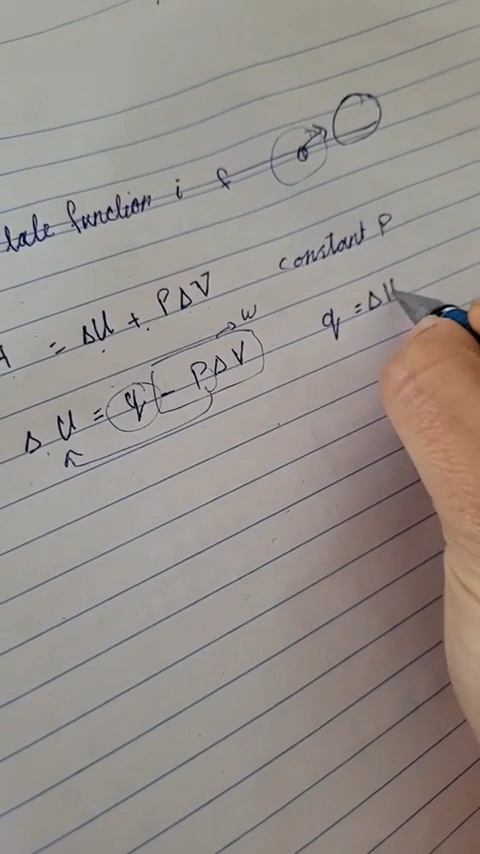 tate function i f
constant P
H = ΔU + PΔV
q = ΔU
w
ΔU = q - PΔV